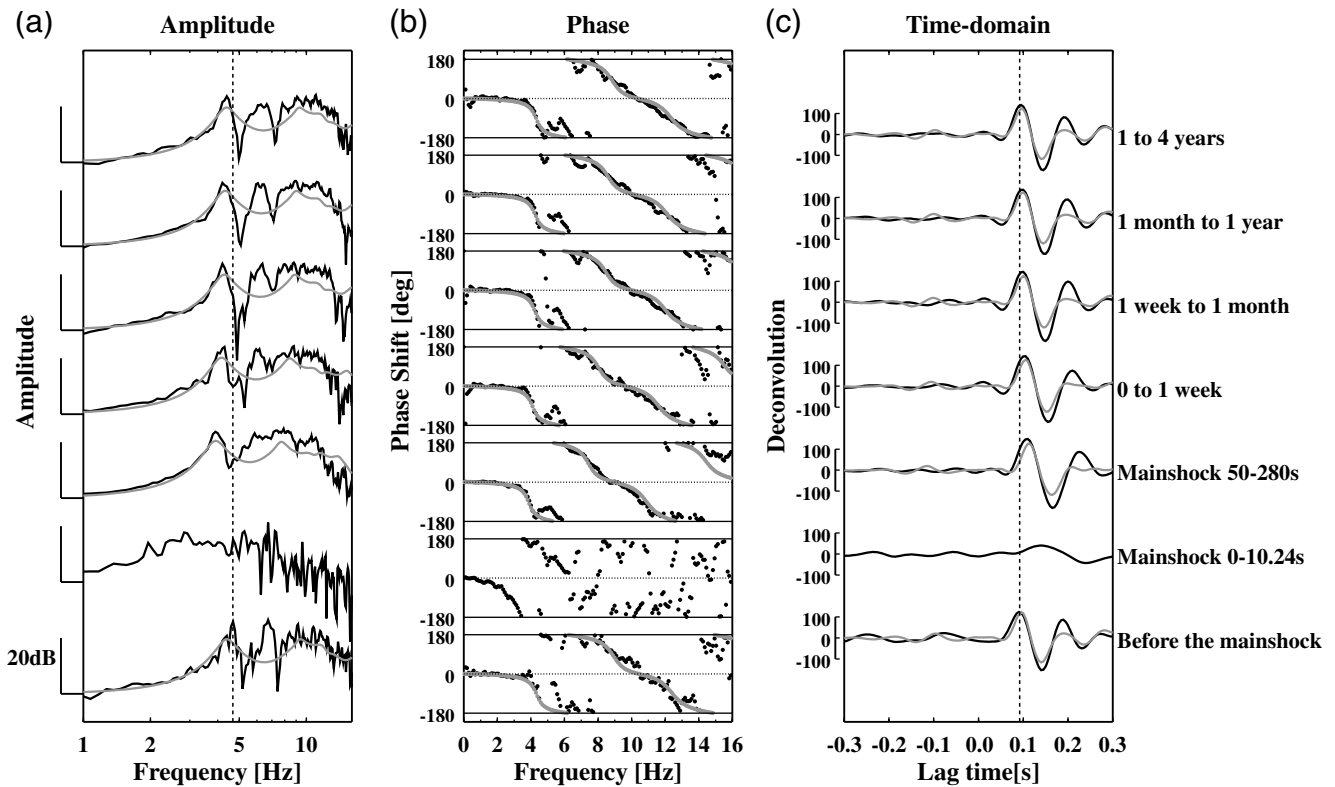 (a) Amplitude
(b) Phase
(c) Time-domain
Amplitude
20dB
1 2 5 10
Frequency [Hz]
Phase Shift [deg]
180
0
-180
180
0
-180
180
0
-180
180
0
-180
180
0
-180
180
0
-180
180
0
-180
0 2 4 6 8 10 12 14 16
Frequency [Hz]
Deconvolution
100
0
-100
1 to 4 years
100
0
-100
1 month to 1 year
100
0
-100
1 week to 1 month
100
0
-100
0 to 1 week
100
0
-100
Mainshock 50-280s
100
0
-100
Mainshock 0-10.24s
100
0
-100
Before the mainshock
-0.3 -0.2 -0.1 0.0 0.1 0.2 0.3
Lag time[s]